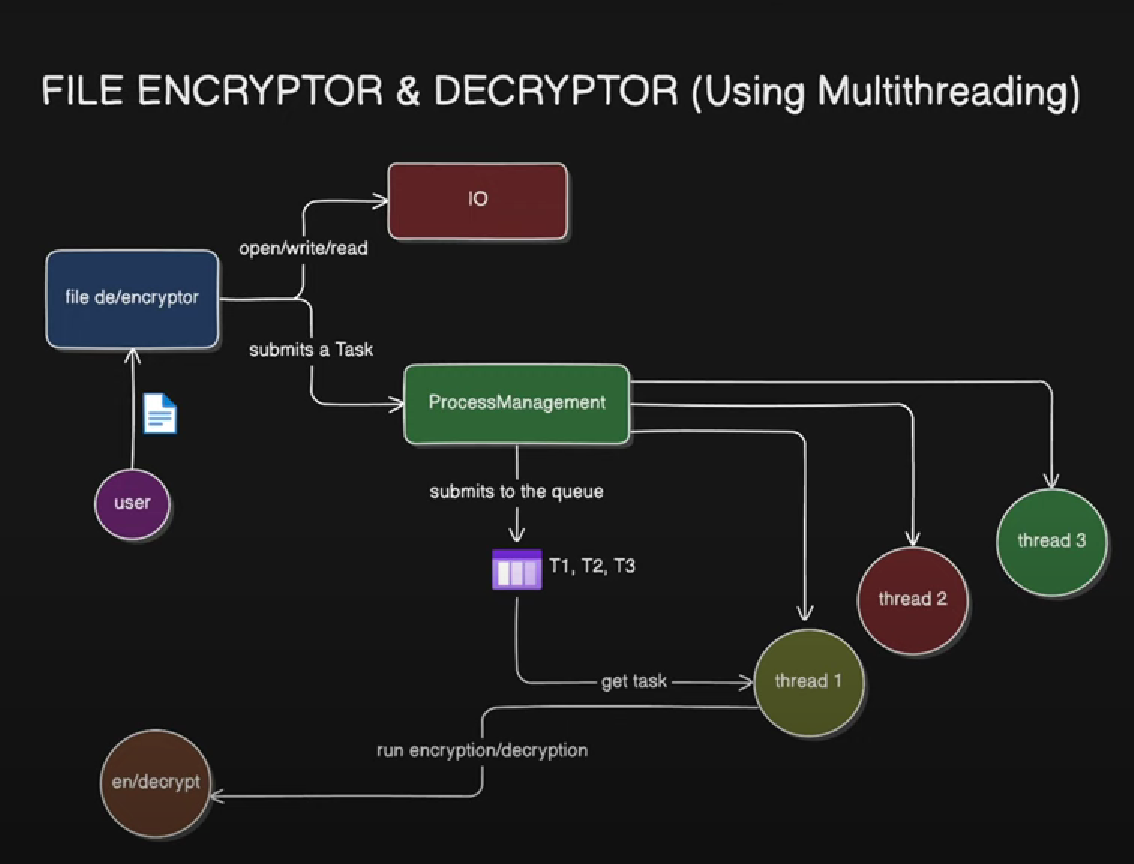 FILE ENCRYPTOR & DECRYPTOR (Using Multithreading)
IO
open/write/read
file de/encryptor
submits a Task
ProcessManagement
user
submits to the queue
T1, T2, T3
thread 3
thread 2
thread 1
get task
run encryption/decryption
en/decrypt